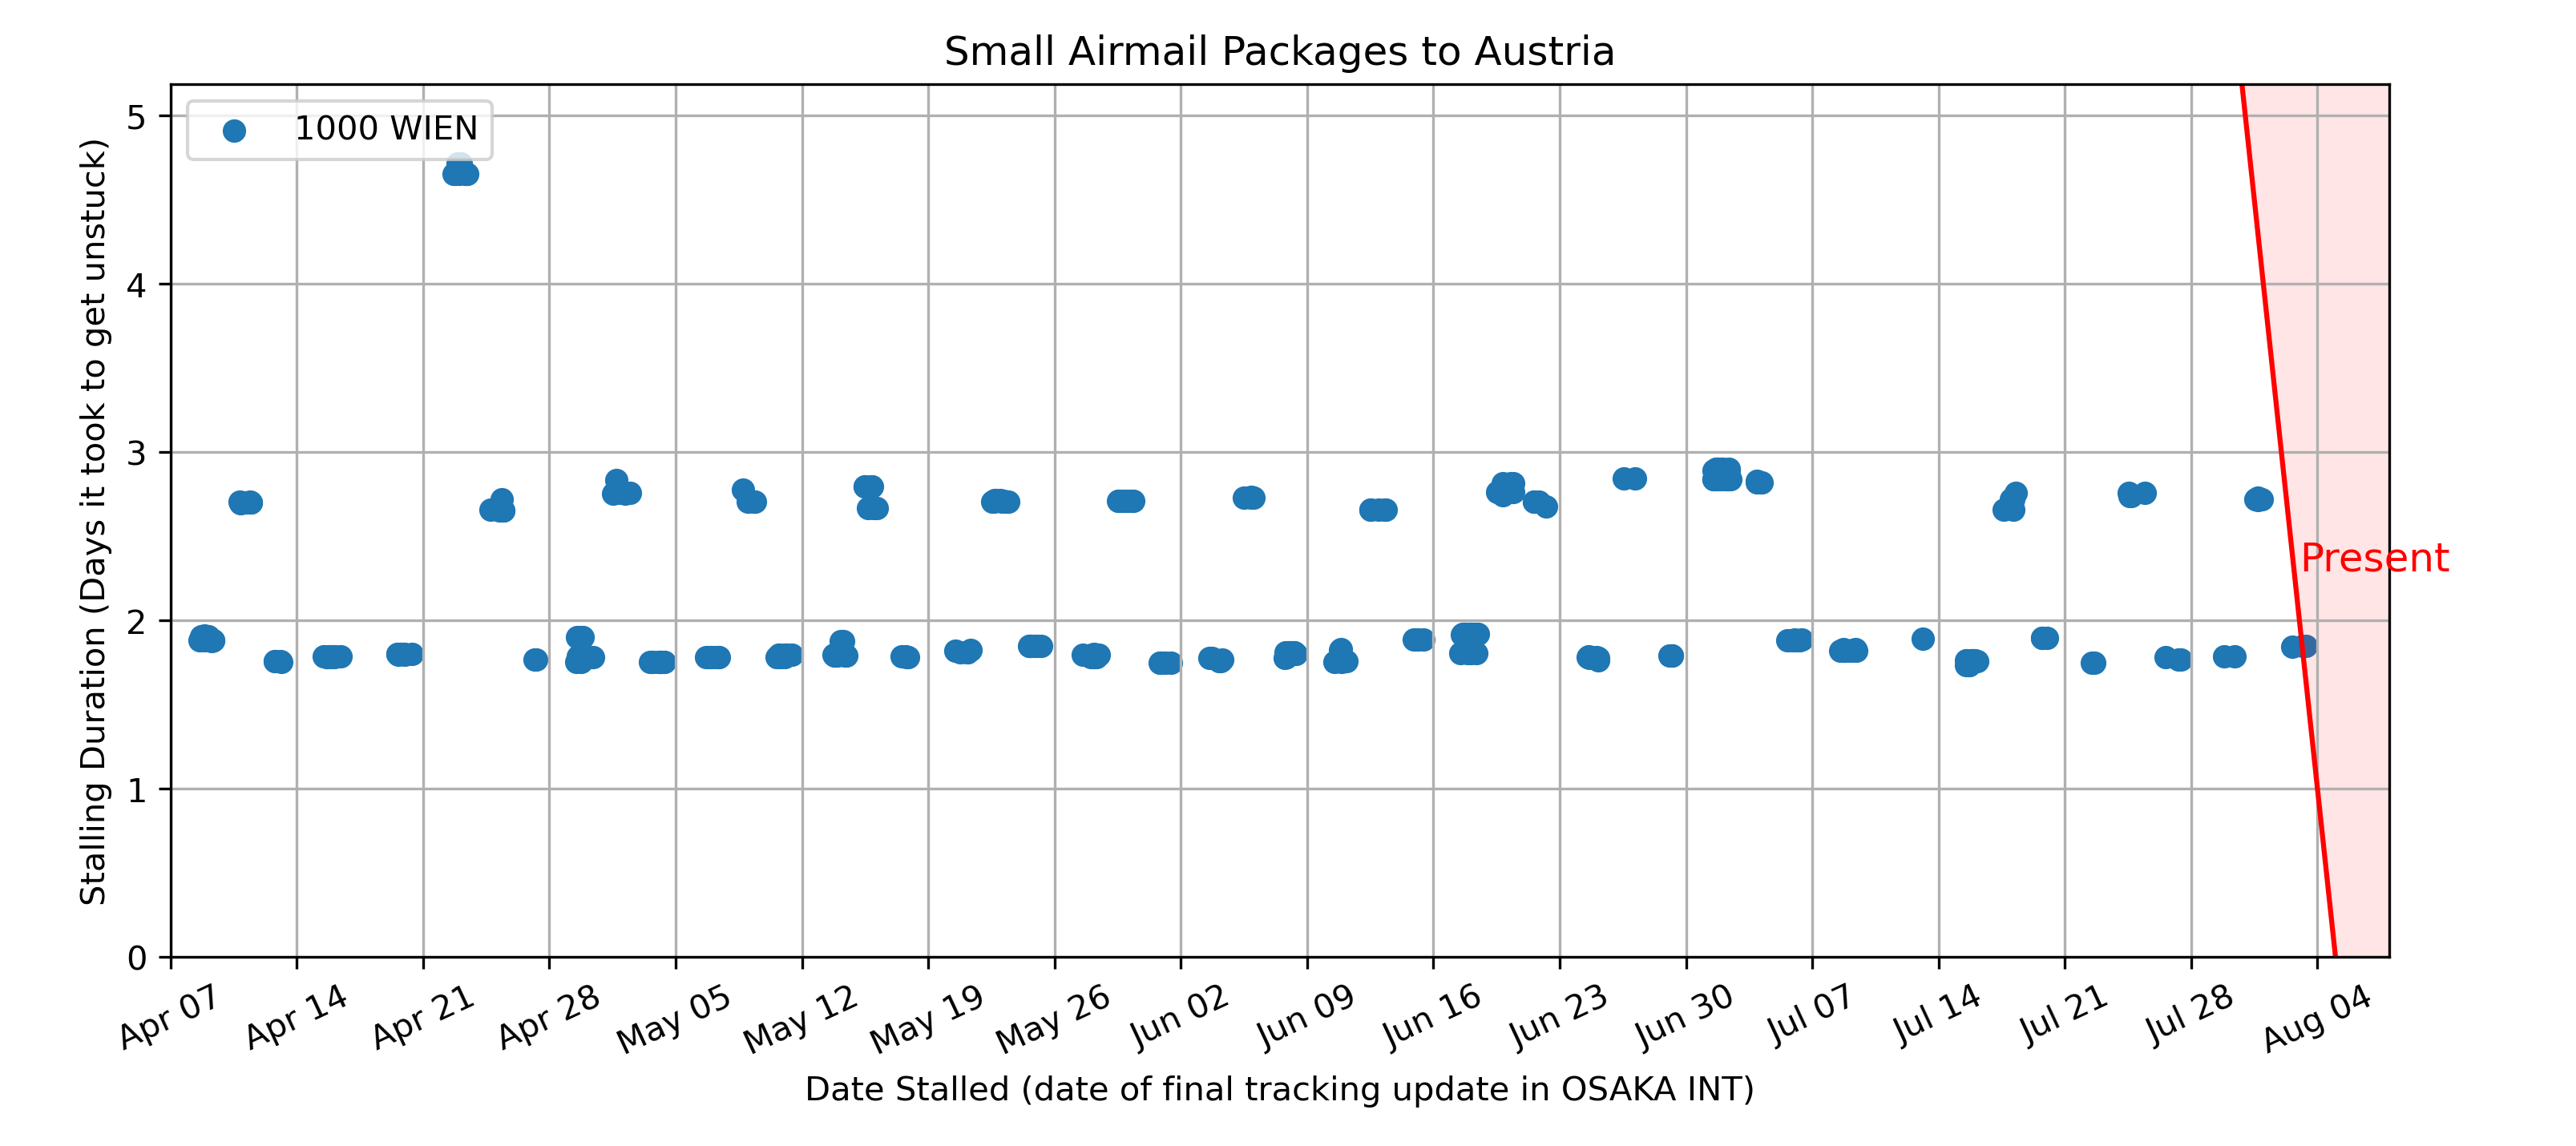 Small Airmail Packages to Austria
1000 WIEN
Stalling Duration (Days it took to get unstuck)
5
4
3
2
1
0
Present
Apr 07
Apr 14
Apr 21
Apr 28
May 05
May 12
May 19
May 26
Jun 02
Jun 09
Jun 16
Jun 23
Jun 30
Jul 07
Jul 14
Jul 21
Jul 28
Aug 04
Date Stalled (date of final tracking update in OSAKA INT)